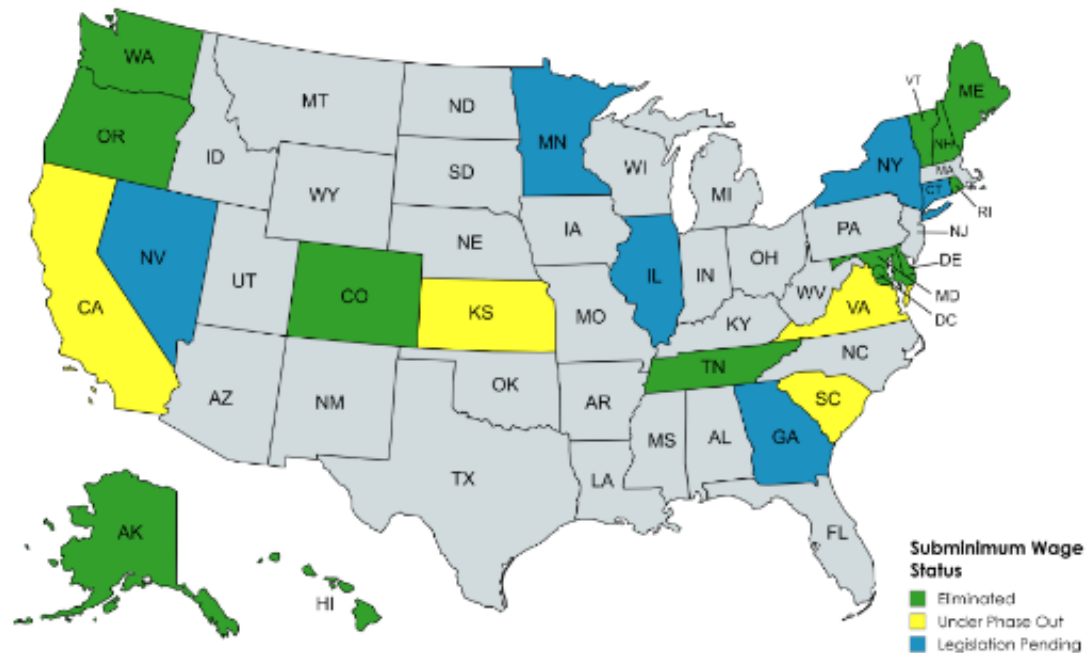 WA
MT
ND
MN
VT
ME
OR
ID
SD
WI
NY
NH
MA
WY
MI
CT
RI
IA
PA
NJ
NE
NV
OH
UT
IL
IN
DE
CA
CO
WV
MD
KS
MO
VA
KY
DC
NC
TN
OK
AZ
NM
AR
SC
MS
AL
GA
TX
LA
FL
AK
HI
Subminimum Wage
Status
Eliminated
Under Phase Out
Legislation Pending